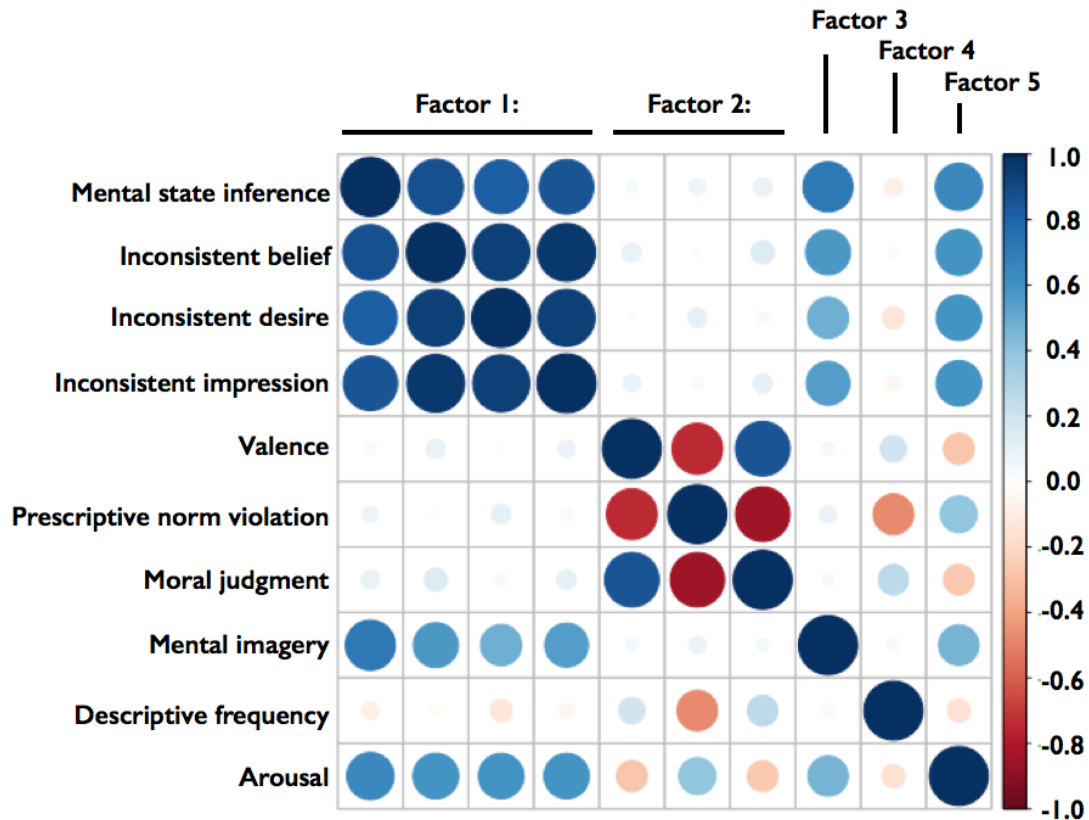 Factor 3
Factor 4
Factor 5
Factor 1:
Factor 2:
Mental state inference
Inconsistent belief
Inconsistent desire
Inconsistent impression
Valence
Prescriptive norm violation
Moral judgment
Mental imagery
Descriptive frequency
Arousal
1.0
0.8
0.6
0.4
0.2
0.0
-0.2
-0.4
-0.6
-0.8
-1.0